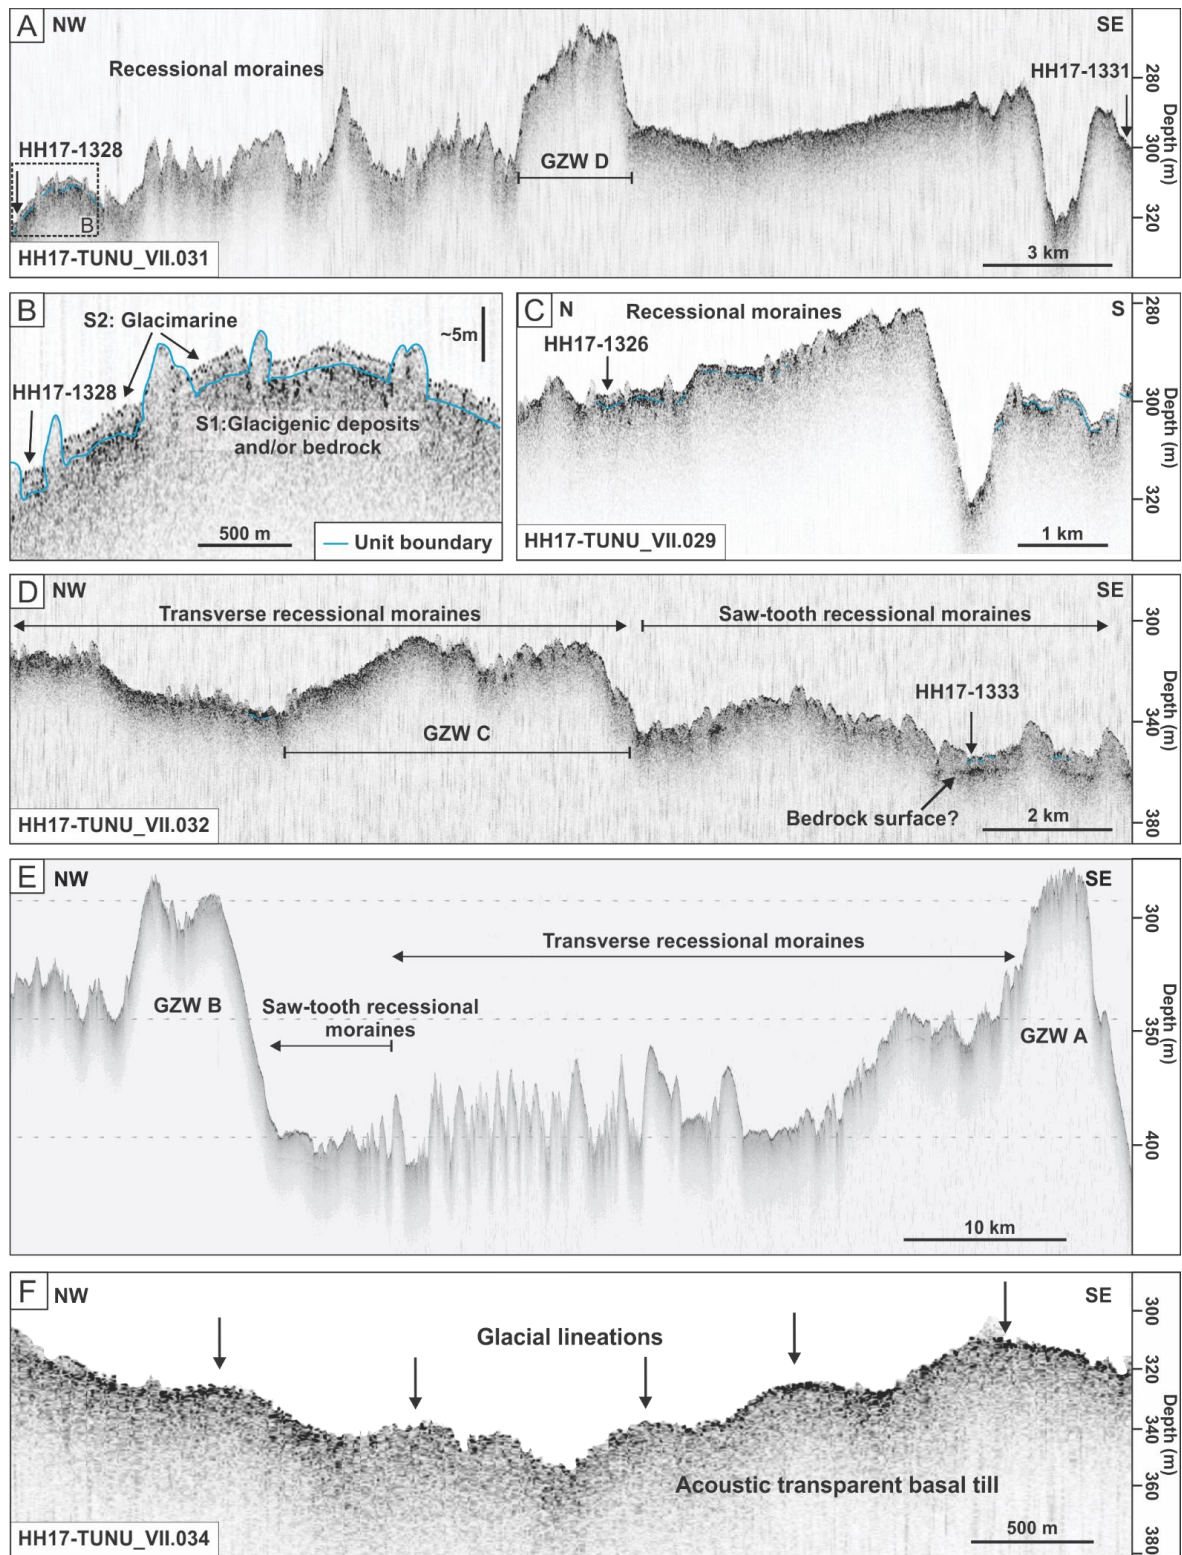 A NW SE
Recessional moraines
HH17-1331
HH17-1328
GZW D
B
HH17-TUNU_VII.031
3 km
280
300
320
Depth (m)
B
S2: Glacimarine
~5m
HH17-1328
S1:Glacigenic deposits
and/or bedrock
500 m
Unit boundary
C N S
Recessional moraines
HH17-1326
HH17-TUNU_VII.029
1 km
280
300
320
Depth (m)
D NW SE
Transverse recessional moraines
Saw-tooth recessional moraines
HH17-1333
GZW C
Bedrock surface?
HH17-TUNU_VII.032
2 km
300
340
380
Depth (m)
E NW SE
Transverse recessional moraines
GZW B
Saw-tooth recessional
moraines
GZW A
10 km
300
350
400
Depth (m)
F NW SE
Glacial lineations
Acoustic transparent basal till
HH17-TUNU_VII.034
500 m
300
320
340
360
380
Depth (m)